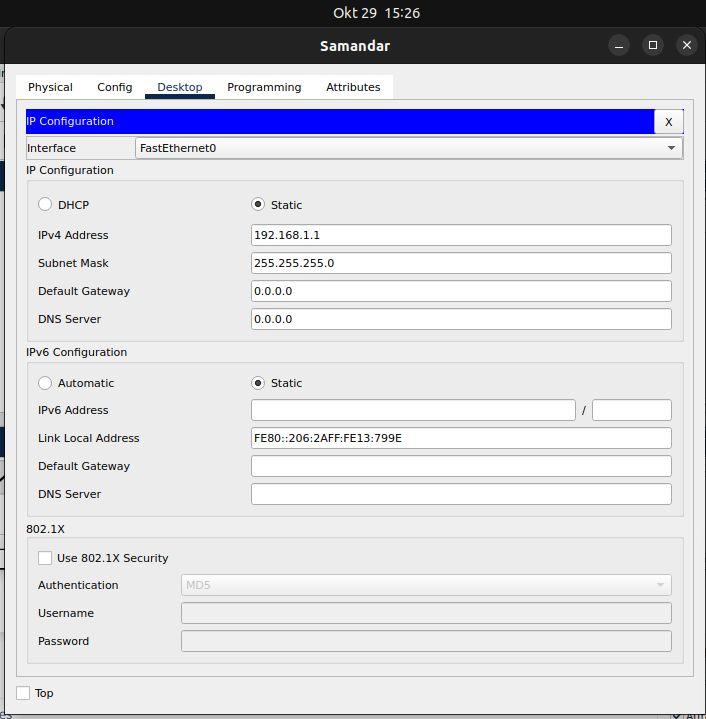 Okt 29 15:26
Samandar
Physical Config Desktop Programming Attributes
IP Configuration X
Interface FastEthernet0
IP Configuration
DHCP Static
IPv4 Address 192.168.1.1
Subnet Mask 255.255.255.0
Default Gateway 0.0.0.0
DNS Server 0.0.0.0
IPv6 Configuration
Automatic Static
IPv6 Address /
Link Local Address FE80::206:2AFF:FE13:799E
Default Gateway
DNS Server
802.1X
Use 802.1X Security
Authentication MD5
Username
Password
Top